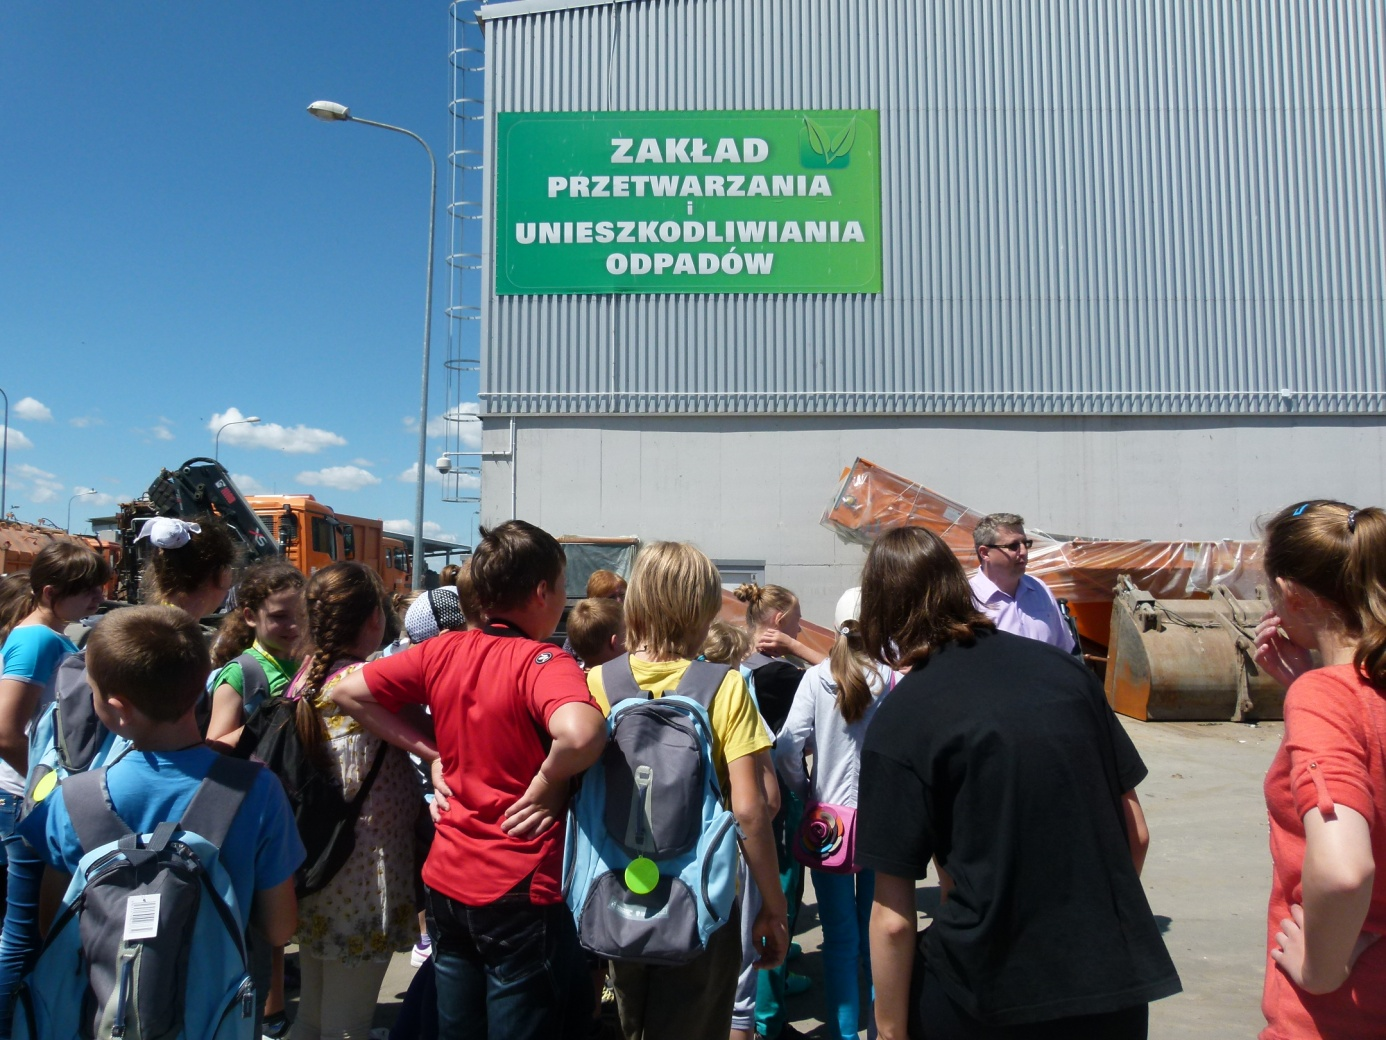 ZAKŁAD
PRZETWARZANIA
i
UNIESZKODLIWIANIA
ODPADÓW